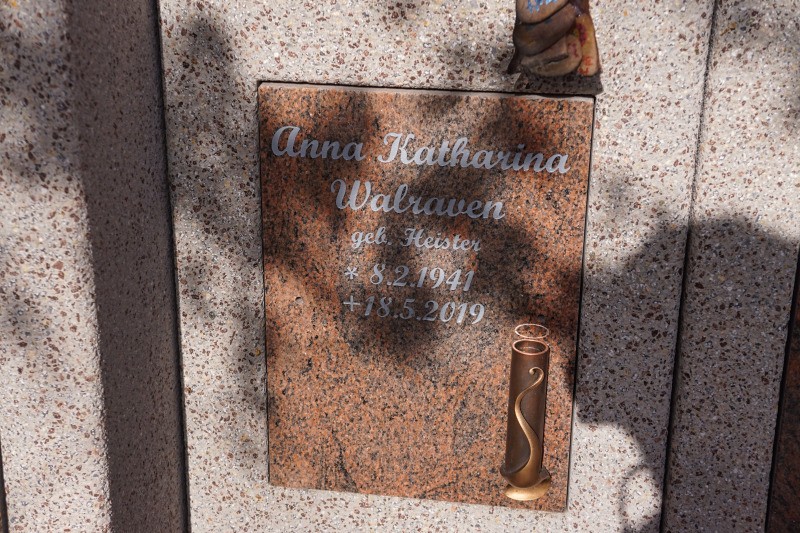 Anna Katharina
Walraven
geb. Heister
* 8.2.1941
+18.5.2019